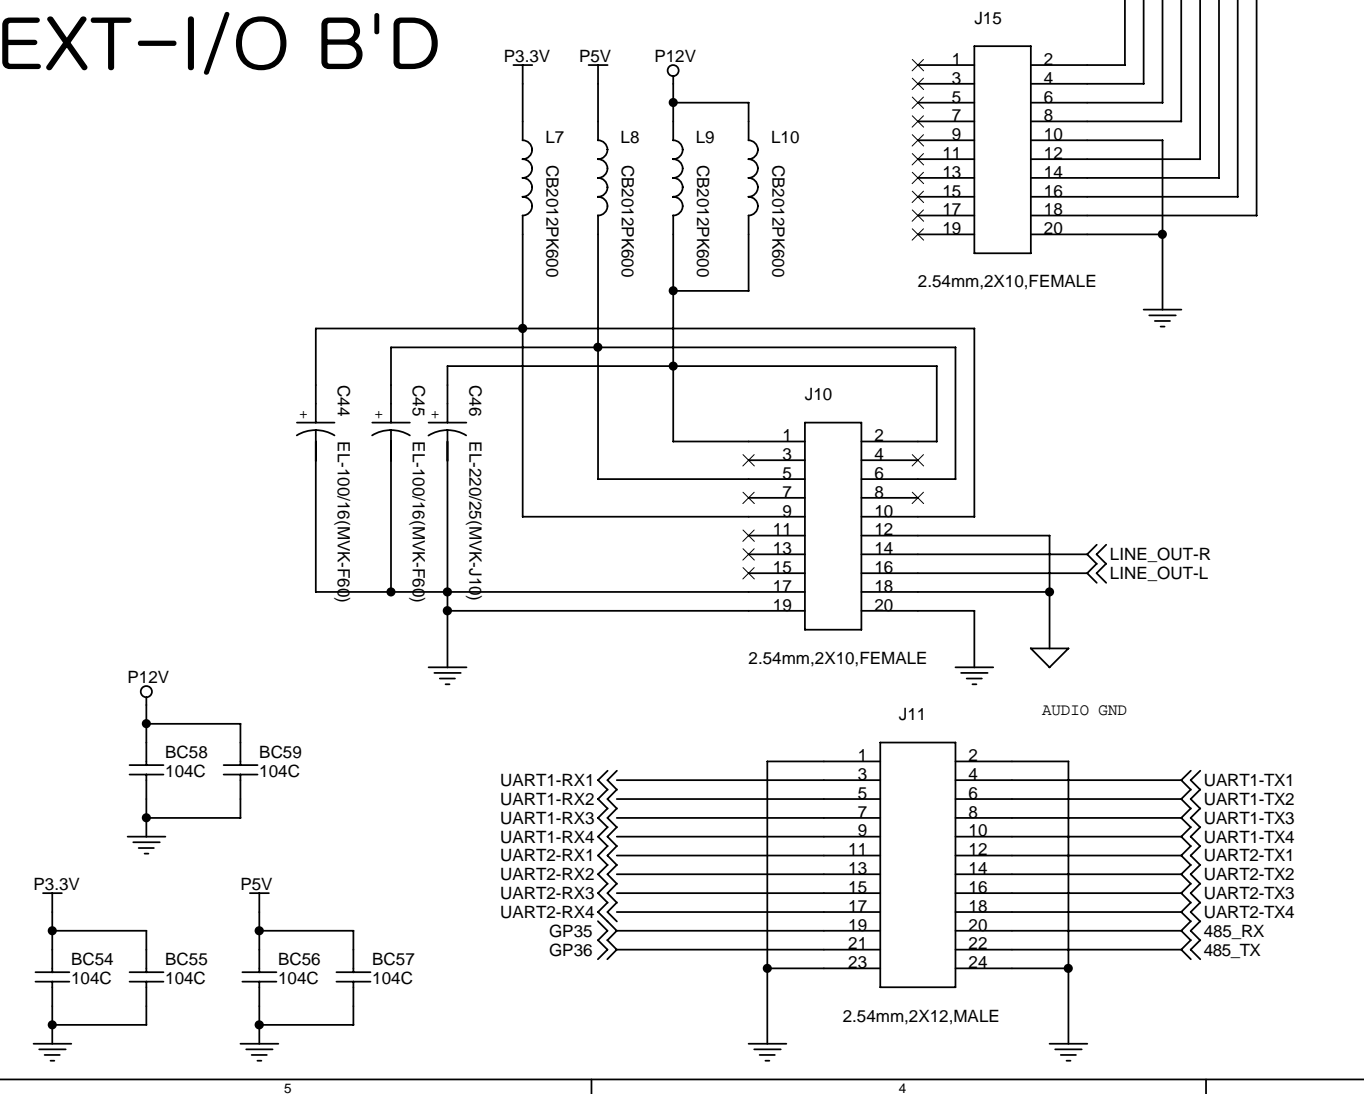 EXT-I/O B'D
P3.3V
P5V
P12V
L7
CB2012PK600
L8
CB2012PK600
L9
CB2012PK600
L10
CB2012PK600
J15
1
2
3
4
5
6
7
8
9
10
11
12
13
14
15
16
17
18
19
20
2.54mm,2X10,FEMALE
C44
+
EL-100/16(MVK-F60)
C45
+
EL-100/16(MVK-F60)
C46
+
EL-220/25(MVK-J10)
J10
1
2
3
4
5
6
7
8
9
10
11
12
13
14
15
16
17
18
19
20
LINE_OUT-R
LINE_OUT-L
2.54mm,2X10,FEMALE
AUDIO GND
P12V
BC58
104C
BC59
104C
P3.3V
BC54
104C
BC55
104C
P5V
BC56
104C
BC57
104C
J11
1
2
UART1-RX1
3
4
UART1-TX1
UART1-RX2
5
6
UART1-TX2
UART1-RX3
7
8
UART1-TX3
UART1-RX4
9
10
UART1-TX4
UART2-RX1
11
12
UART2-TX1
UART2-RX2
13
14
UART2-TX2
UART2-RX3
15
16
UART2-TX3
UART2-RX4
17
18
UART2-TX4
GP35
19
20
485_RX
GP36
21
22
485_TX
23
24
2.54mm,2X12,MALE
5
4